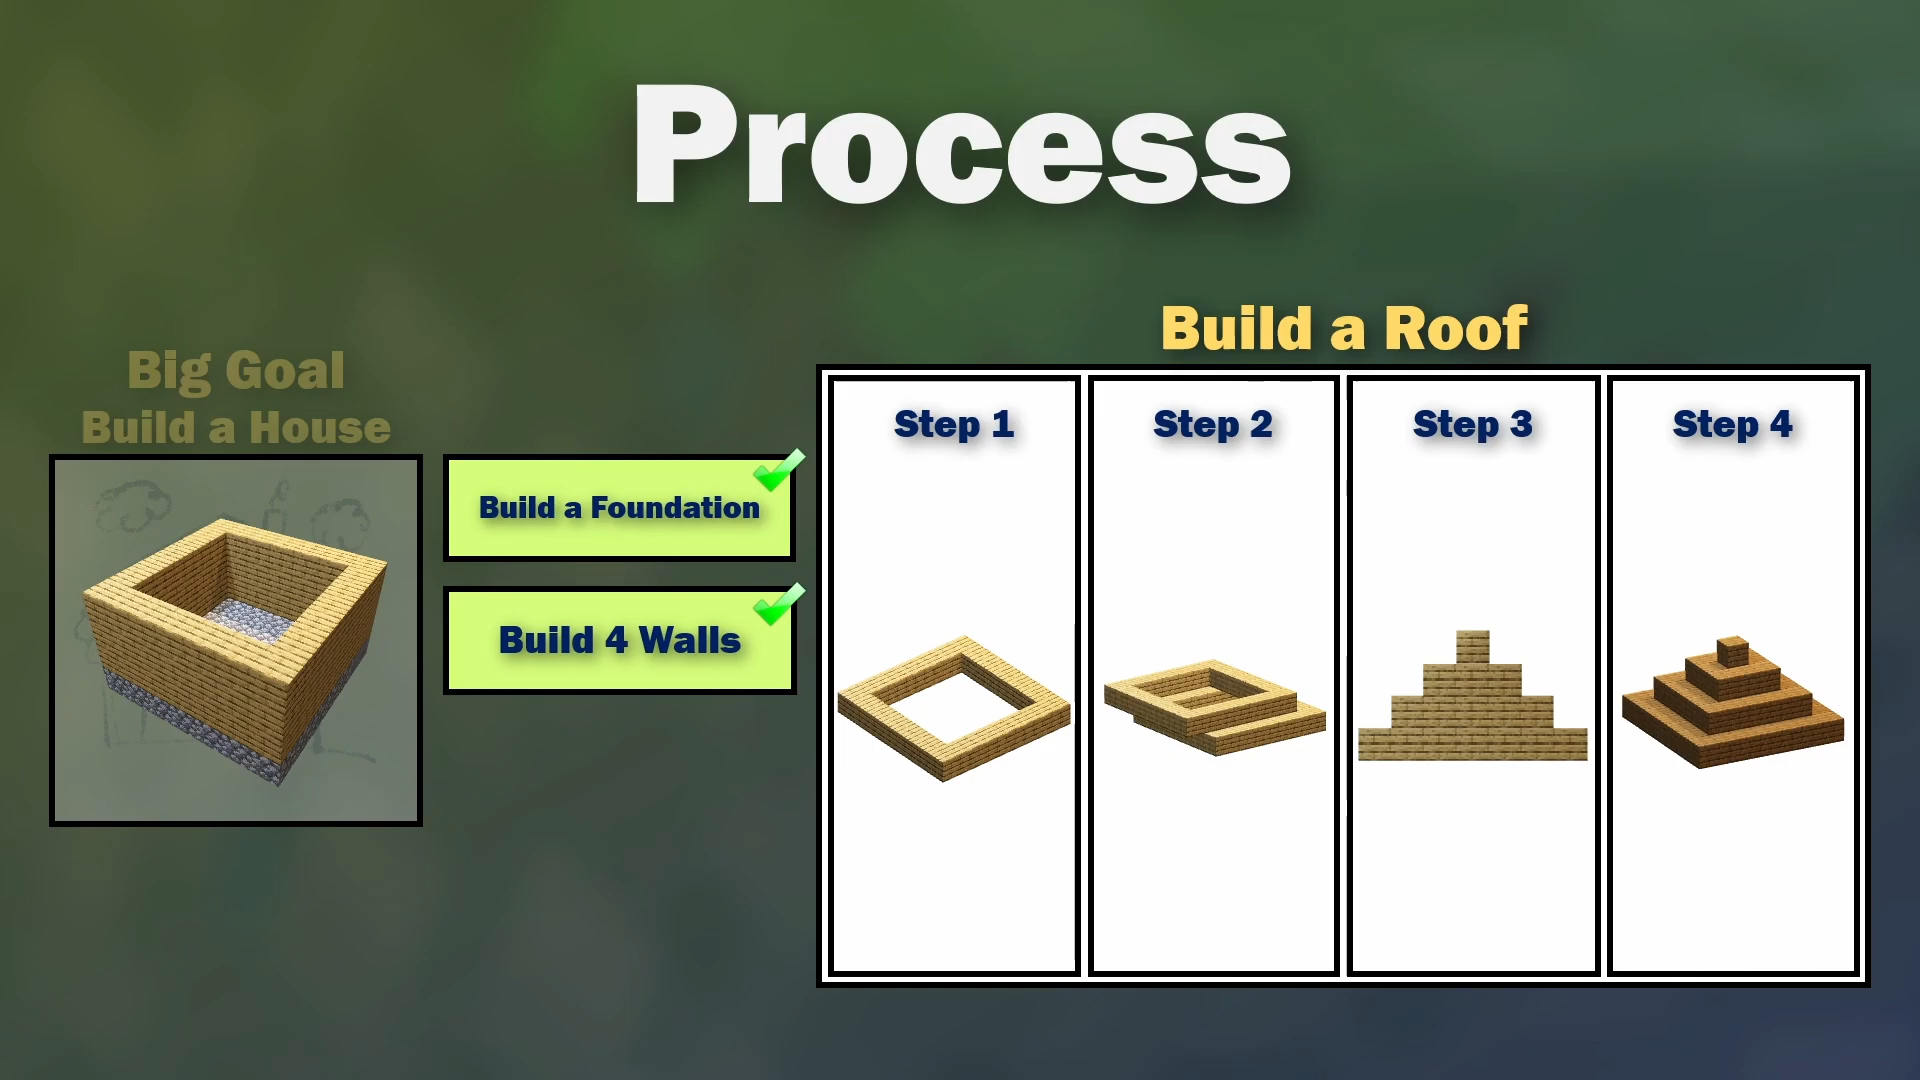 Process
Big Goal
Build a House
Build a Foundation
Build 4 Walls
Build a Roof
Step 1
Step 2
Step 3
Step 4